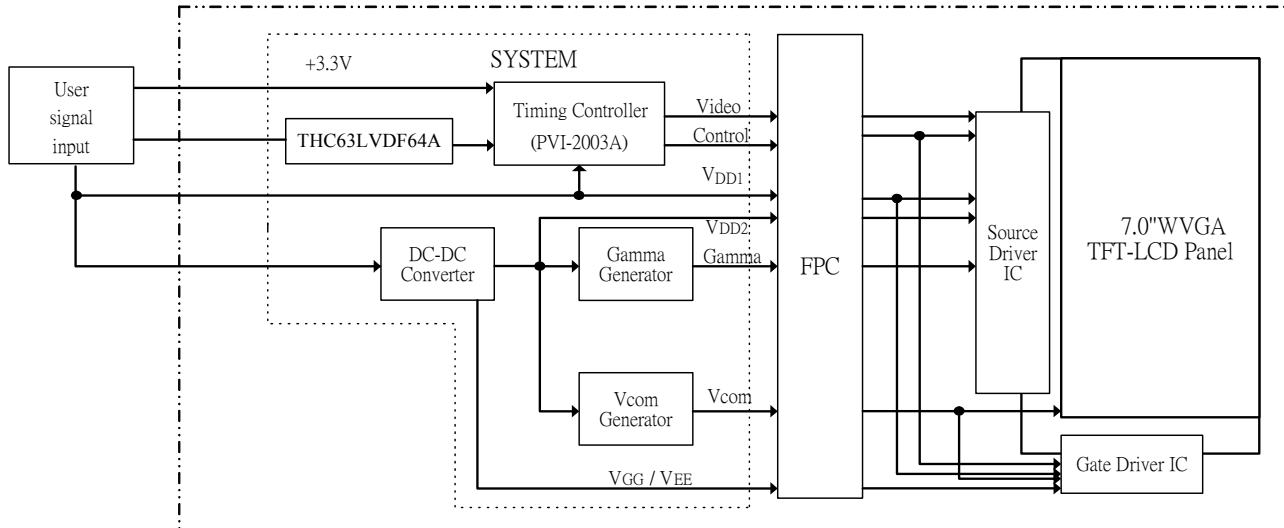 SYSTEM
+3.3V
User
signal
input
Timing Controller
(PVI-2003A)
THC63LVDF64A
Video
Control
VDD1
VDD2
DC-DC
Converter
Gamma
Generator
Gamma
FPC
Source
Driver
IC
7.0"WVGA
TFT-LCD Panel
Vcom
Generator
Vcom
VGG / VEE
Gate Driver IC